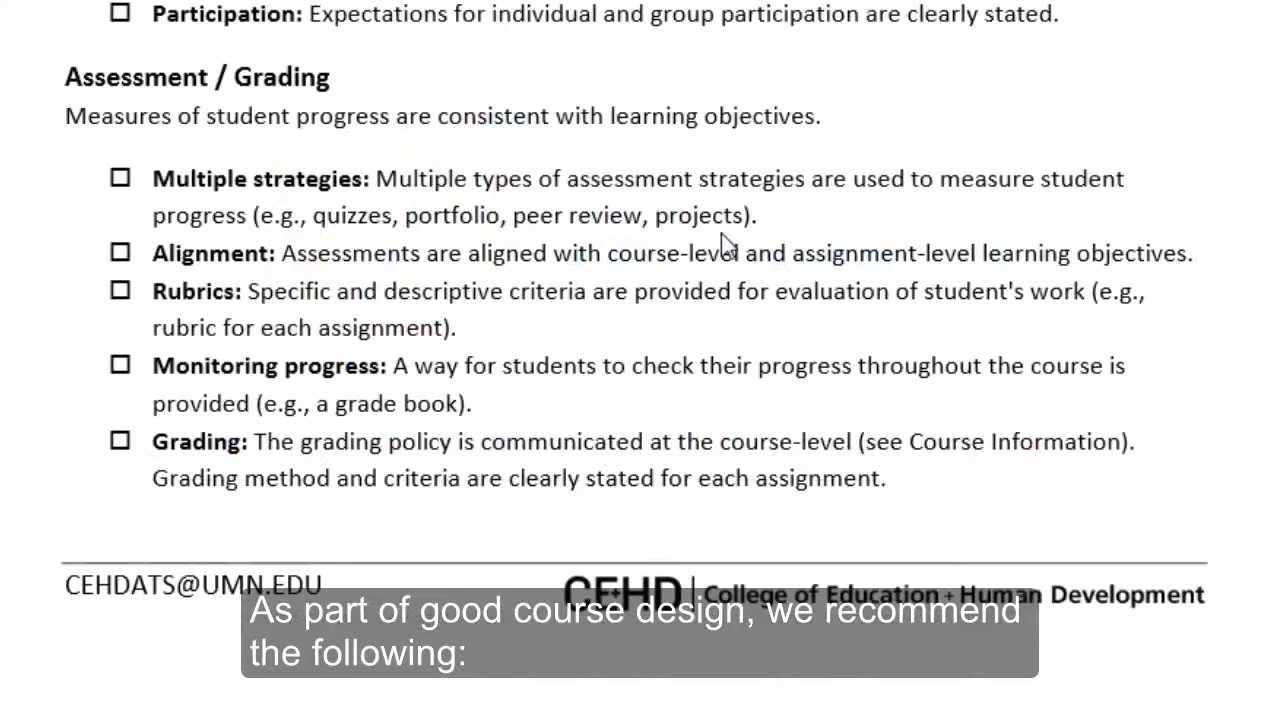 ☐ Participation: Expectations for individual and group participation are clearly stated.
Assessment / Grading
Measures of student progress are consistent with learning objectives.
☐ Multiple strategies: Multiple types of assessment strategies are used to measure student
progress (e.g., quizzes, portfolio, peer review, projects).
☐ Alignment: Assessments are aligned with course-level and assignment-level learning objectives.
☐ Rubrics: Specific and descriptive criteria are provided for evaluation of student's work (e.g.,
rubric for each assignment).
☐ Monitoring progress: A way for students to check their progress throughout the course is
provided (e.g., a grade book).
☐ Grading: The grading policy is communicated at the course-level (see Course Information).
Grading method and criteria are clearly stated for each assignment.
CEHDATS@UMN.EDU
CEHD | College of Education + Human Development
As part of good course design, we recommend
the following: